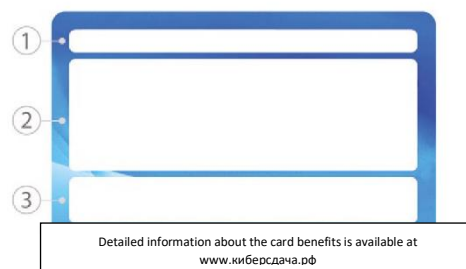 1
2
3
Detailed information about the card benefits is available at
www.киберсдача.рф